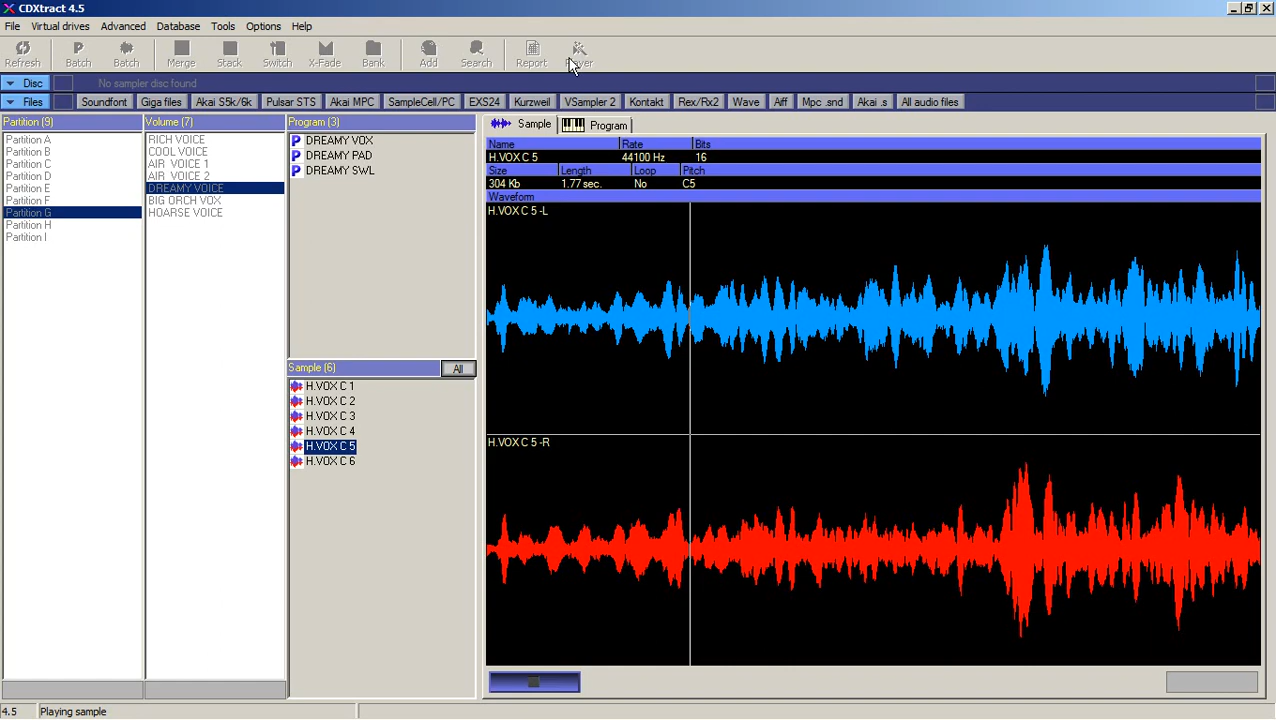 CDXtract 4.5
File Virtual drives Advanced Database Tools Options Help
Refresh Batch Batch Merge Stack Switch X-Fade Bank Add Search Report Player
Disc No sampler disc found
Files Soundfont Giga files Akai S5k/6k Pulsar STS Akai MPC SampleCell/PC EXS24 Kurzweil VSampler 2 Kontakt Rex/Rx2 Wave Aiff Mpc .snd Akai .s All audio files
Partition (9)
Partition A
Partition B
Partition C
Partition D
Partition E
Partition F
Partition G
Partition H
Partition I
Volume (7)
RICH VOICE
COOL VOICE
AIR VOICE 1
AIR VOICE 2
DREAMY VOICE
BIG ORCH VOX
HOARSE VOICE
Program (3)
P DREAMY VOX
P DREAMY PAD
P DREAMY SWL
Sample (6) All
H.VOX C 1
H.VOX C 2
H.VOX C 3
H.VOX C 4
H.VOX C 5
H.VOX C 6
Sample Program
Name Rate Bits
H.VOX C 5 44100 Hz 16
Size Length Loop Pitch
304 Kb 1.77 sec. No C5
Waveform
H.VOX C 5 -L
H.VOX C 5 -R
4.5 Playing sample